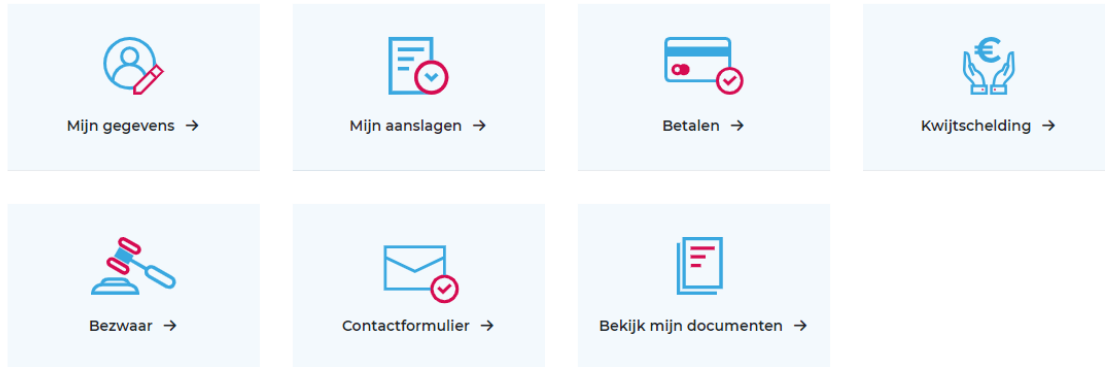 Mijn gegevens →
Mijn aanslagen →
Betalen →
Kwijtschelding →
Bezwaar →
Contactformulier →
Bekijk mijn documenten →